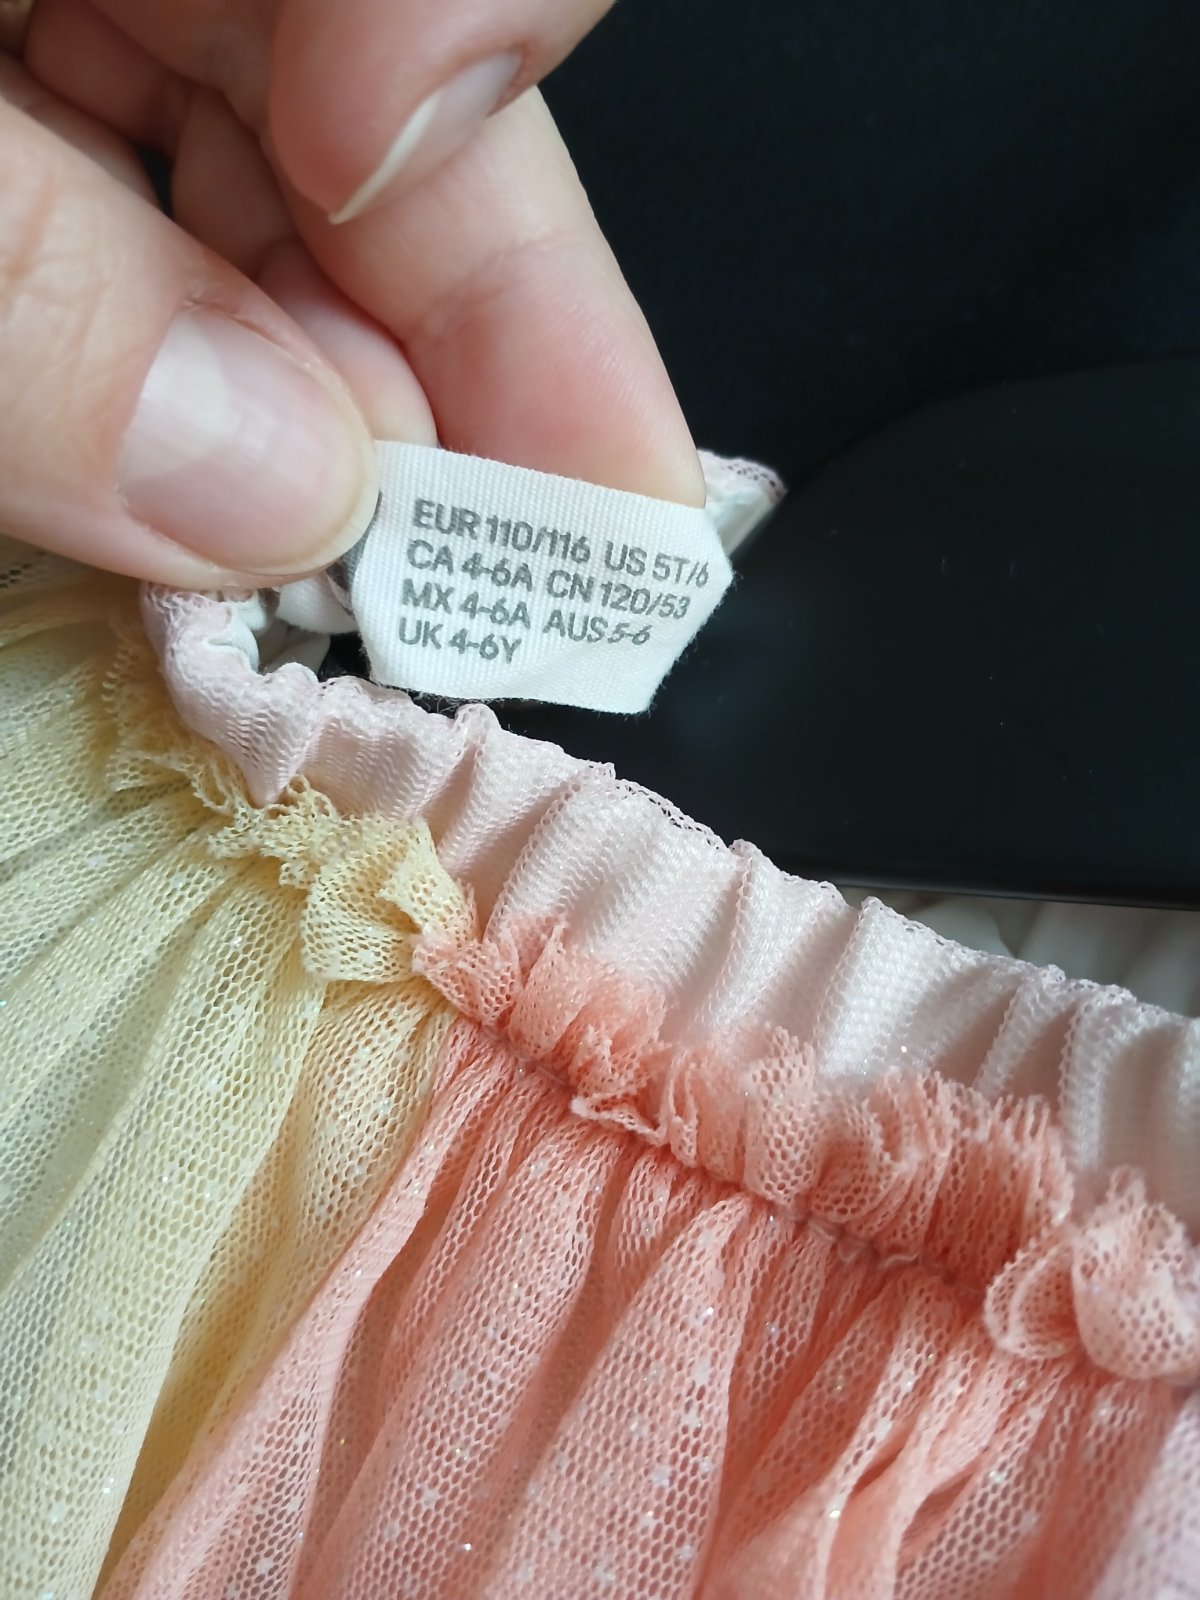 EUR 110/116 US 5T/6
CA 4-6A CN 120/53
MX 4-6A AUS 5-6
UK 4-6Y